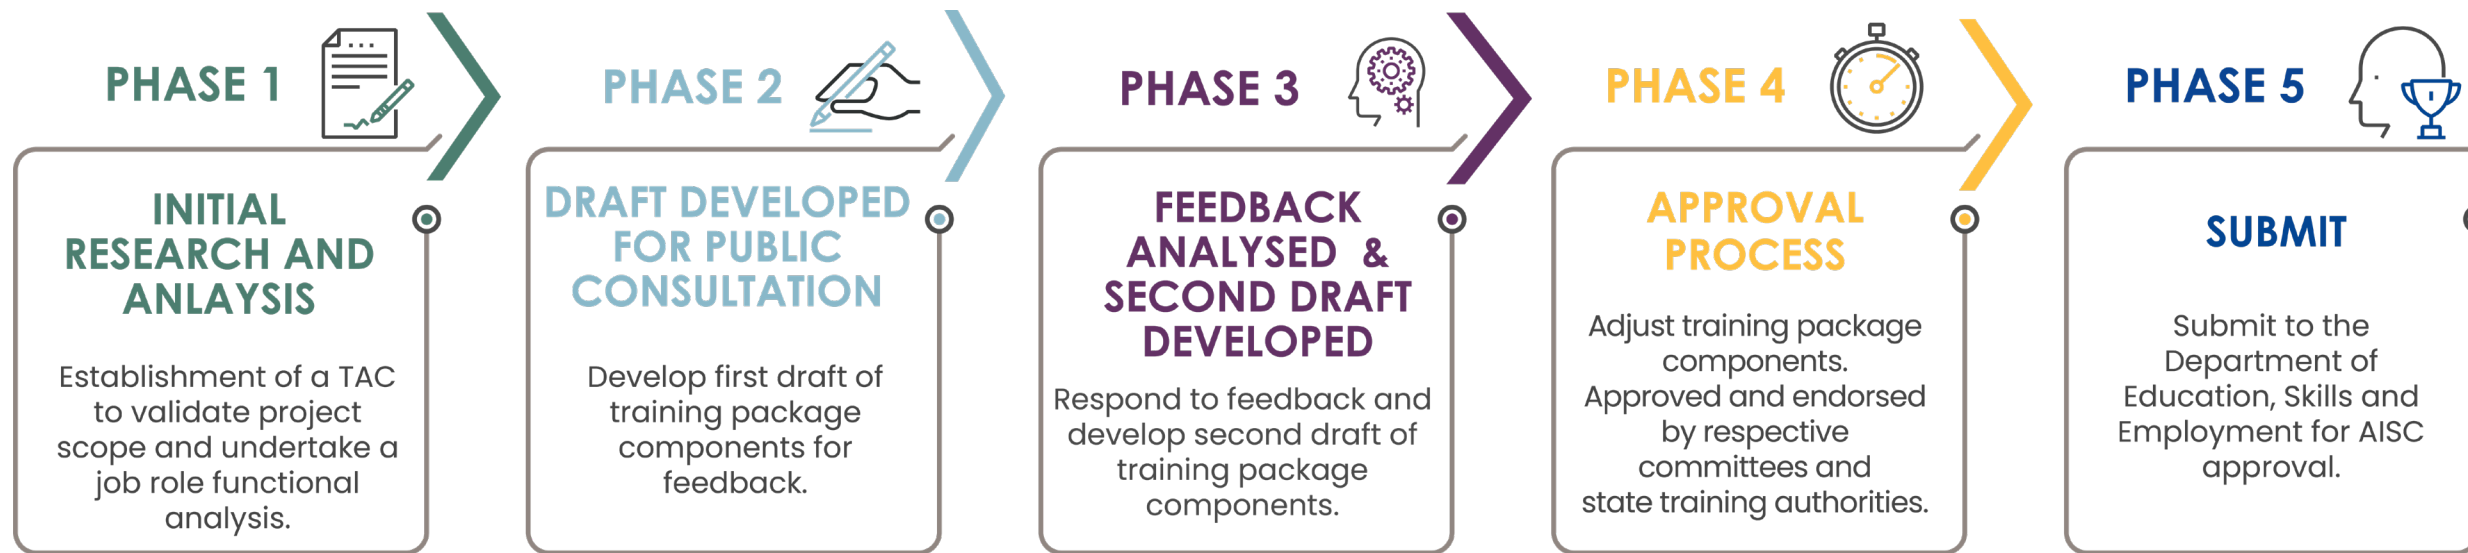 PHASE 1
INITIAL
RESEARCH AND
ANLAYSIS
Establishment of a TAC
to validate project
scope and undertake a
job role functional
analysis.
PHASE 2
DRAFT DEVELOPED
FOR PUBLIC
CONSULTATION
Develop first draft of
training package
components for
feedback.
PHASE 3
FEEDBACK
ANALYSED &
SECOND DRAFT
DEVELOPED
Respond to feedback and
develop second draft of
training package
components.
PHASE 4
APPROVAL
PROCESS
Adjust training package
components.
Approved and endorsed
by respective
committees and
state training authorities.
PHASE 5
SUBMIT
Submit to the
Department of
Education, Skills and
Employment for AISC
approval.